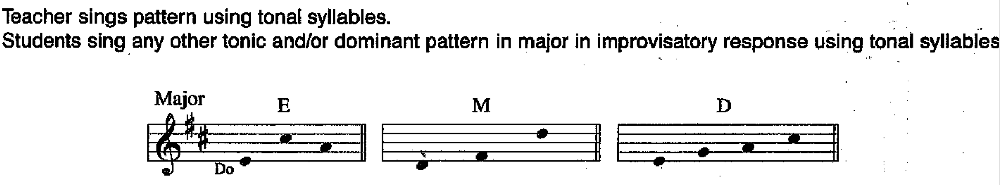 Teacher sings pattern using tonal syllables.
Students sing any other tonic and/or dominant pattern in major in improvisatory response using tonal syllables
Major E M D
Do